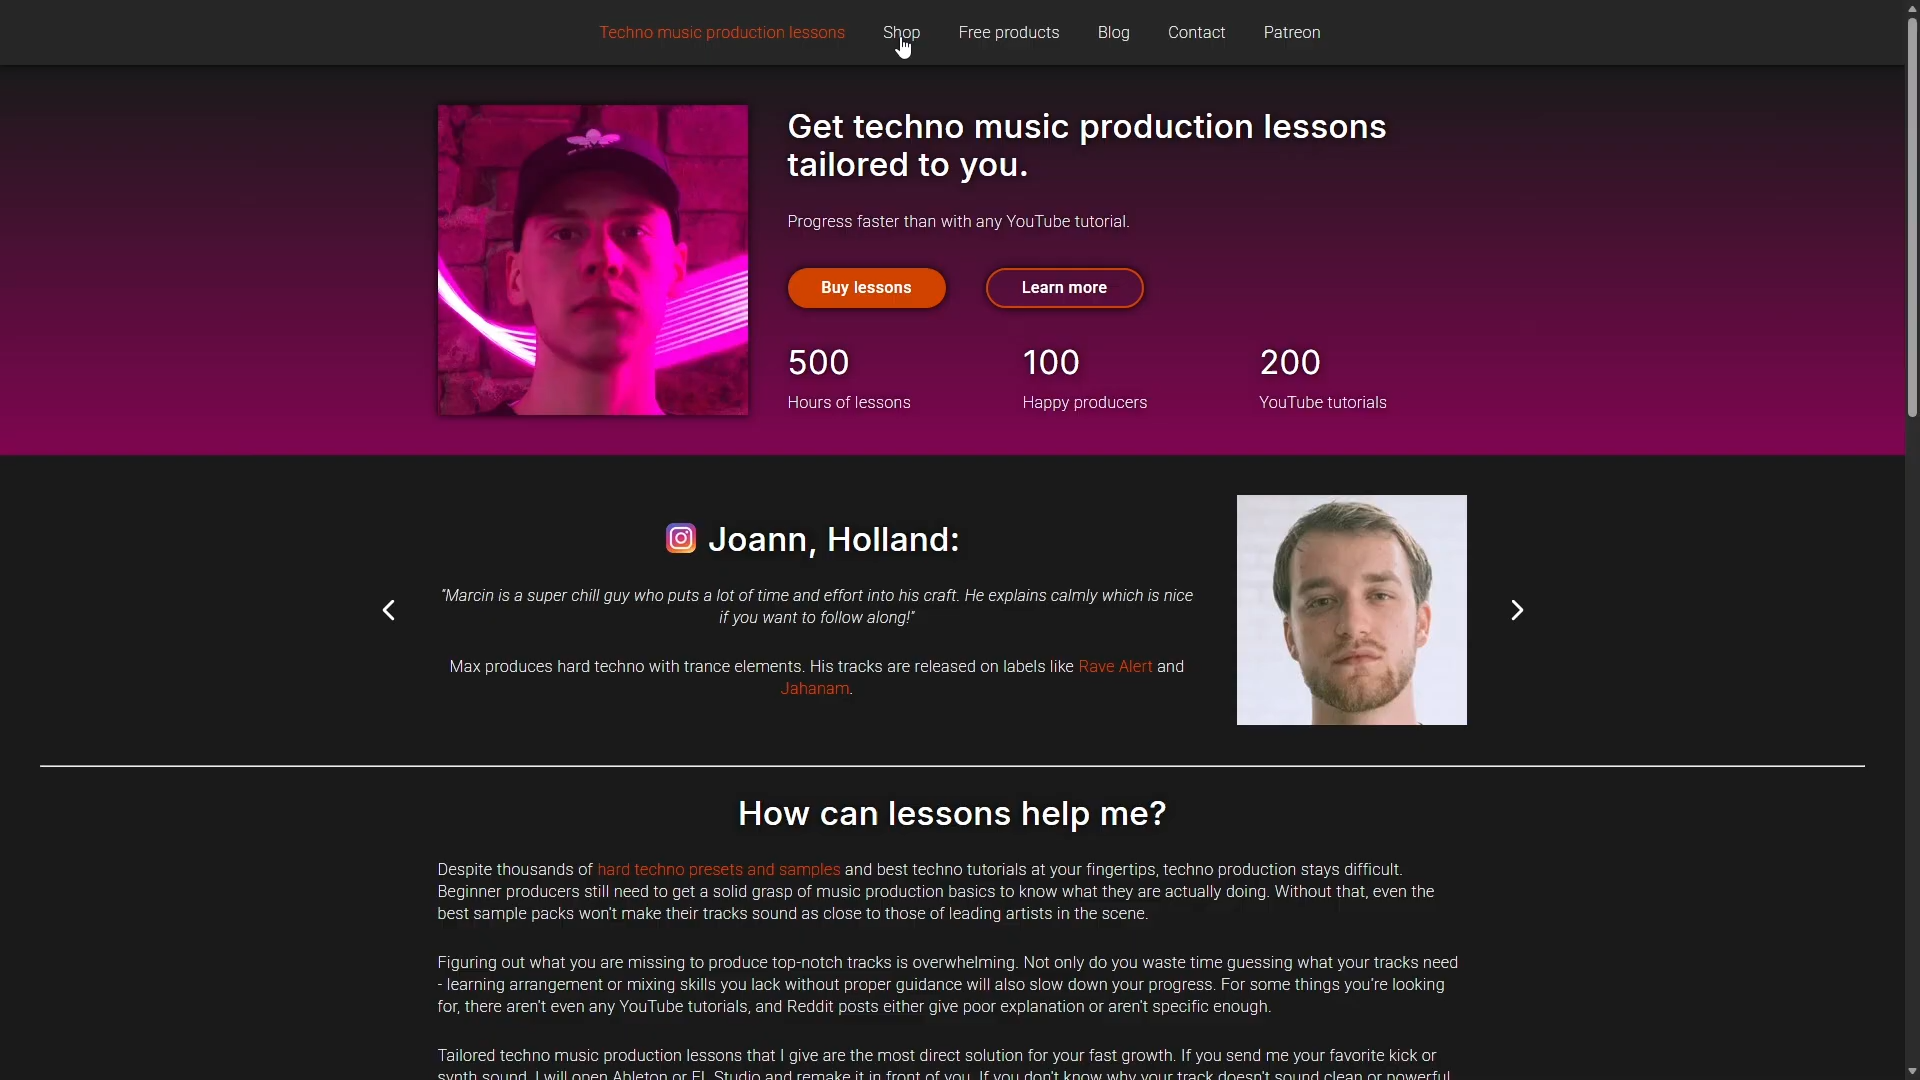 Techno music production lessons Shop Free products Blog Contact Patreon
Get techno music production lessons
tailored to you.
Progress faster than with any YouTube tutorial.
Buy lessons Learn more
500 100 200
Hours of lessons Happy producers YouTube tutorials
Joann, Holland:
"Marcin is a super chill guy who puts a lot of time and effort into his craft. He explains calmly which is nice
if you want to follow along!"
Max produces hard techno with trance elements. His tracks are released on labels like Rave Alert and
Jahanam.
How can lessons help me?
Despite thousands of hard techno presets and samples and best techno tutorials at your fingertips, techno production stays difficult.
Beginner producers still need to get a solid grasp of music production basics to know what they are actually doing. Without that, even the
best sample packs won't make their tracks sound as close to those of leading artists in the scene.
Figuring out what you are missing to produce top-notch tracks is overwhelming. Not only do you waste time guessing what your tracks need
- learning arrangement or mixing skills you lack without proper guidance will also slow down your progress. For some things you're looking
for, there aren't even any YouTube tutorials, and Reddit posts either give poor explanation or aren't specific enough.
Tailored techno music production lessons that I give are the most direct solution for your fast growth. If you send me your favorite kick or
synth sound, I will open Ableton or FL Studio and remake it in front of you. If you don't know why your track doesn't sound clean or powerful